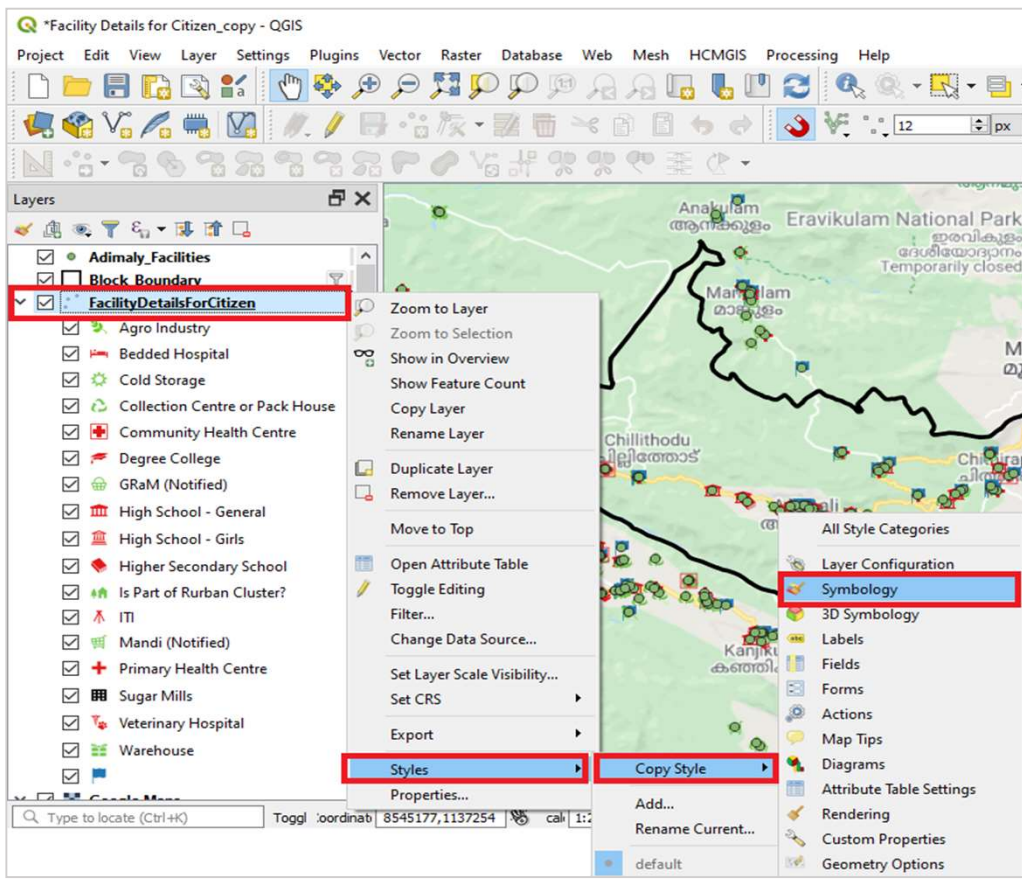 *Facility Details for Citizen_copy - QGIS
Project Edit View Layer Settings Plugins Vector Raster Database Web Mesh HCMGIS Processing Help
12 px
Layers
Adimaly_Facilities
Block_Boundary
FacilityDetailsForCitizen
Agro Industry
Bedded Hospital
Cold Storage
Collection Centre or Pack House
Community Health Centre
Degree College
GRaM (Notified)
High School - General
High School - Girls
Higher Secondary School
Is Part of Rurban Cluster?
ITI
Mandi (Notified)
Primary Health Centre
Sugar Mills
Veterinary Hospital
Warehouse
Type to locate (Ctrl+K)
Toggl
8545177,1137254
Zoom to Layer
Zoom to Selection
Show in Overview
Show Feature Count
Copy Layer
Rename Layer
Duplicate Layer
Remove Layer...
Move to Top
Open Attribute Table
Toggle Editing
Filter...
Change Data Source...
Set Layer Scale Visibility...
Set CRS
Export
Styles
Properties...
Copy Style
Add...
Rename Current...
default
All Style Categories
Layer Configuration
Symbology
3D Symbology
Labels
Fields
Forms
Actions
Map Tips
Diagrams
Attribute Table Settings
Rendering
Custom Properties
Geometry Options
Anakulam
ആനക്കുളം
Eravikulam National Park
Temporarily closed
Chillithodu